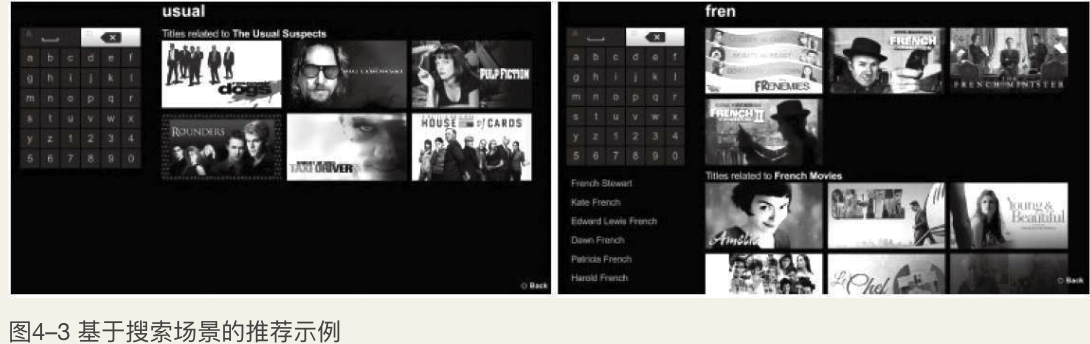 usual
Titles related to The Usual Suspects
a b c d e f
g h i j k l
m n o p q r
s t u v w x
y z 1 2 3 4
5 6 7 8 9 0
dogs
PULP FICTION
ROUNDERS
TAXI DRIVER
HOUSE of CARDS
Back
fren
a b c d e f
g h i j k l
m n o p q r
s t u v w x
y z 1 2 3 4
5 6 7 8 9 0
French Stewart
Kate French
Edward Lewis French
Dawn French
Patricia French
Harold French
FRENEMIES
FRENCH
FRENCH MINISTER
FRENCH II
Titles related to French Movies
Amélie
Young & Beautiful
Le Chef
Back
图4–3 基于搜索场景的推荐示例